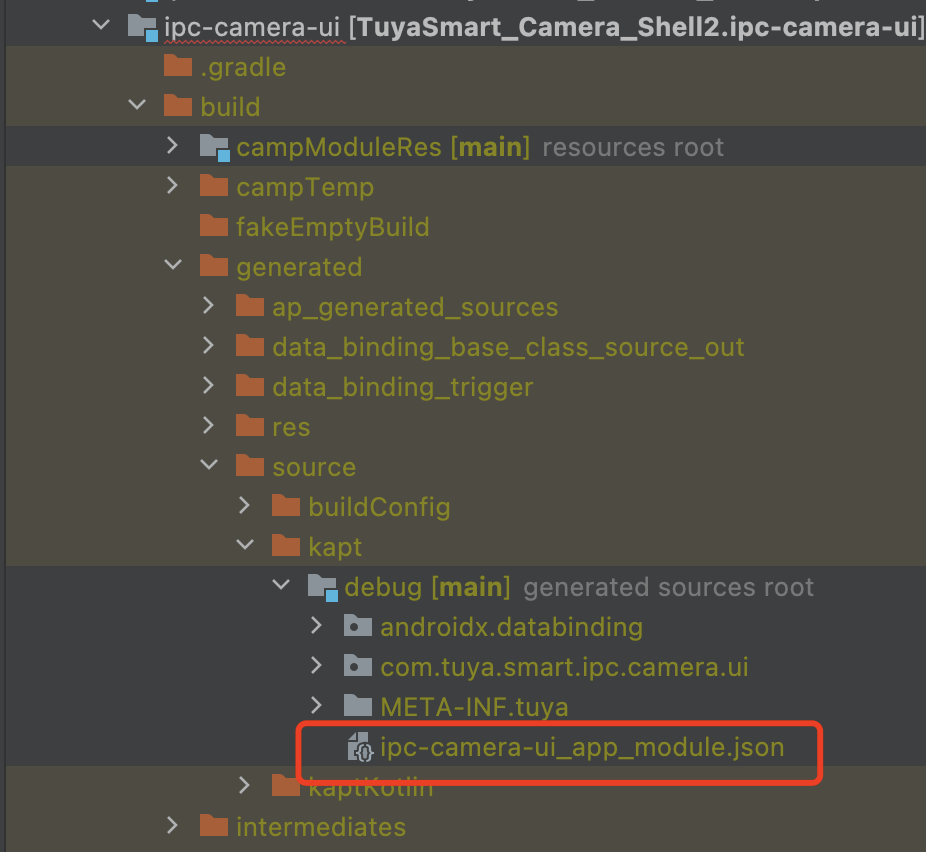 ipc-camera-ui [TuyaSmart_Camera_Shell2.ipc-camera-ui]
.gradle
build
campModuleRes [main] resources root
campTemp
fakeEmptyBuild
generated
ap_generated_sources
data_binding_base_class_source_out
data_binding_trigger
res
source
buildConfig
kapt
debug [main] generated sources root
androidx.databinding
com.tuya.smart.ipc.camera.ui
META-INF.tuya
ipc-camera-ui_app_module.json
kaptKotlin
intermediates